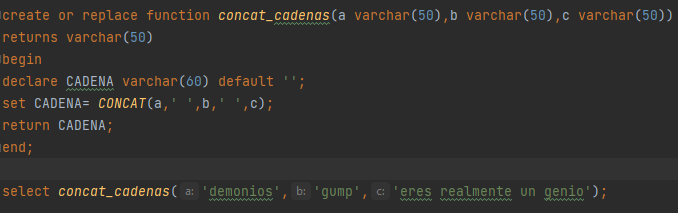 create or replace function concat_cadenas(a varchar(50),b varchar(50),c varchar(50))
returns varchar(50)
begin
declare CADENA varchar(60) default '';
set CADENA= CONCAT(a,' ',b,' ',c);
return CADENA;
end;
select concat_cadenas( a: 'demonios', b: 'gump', c: 'eres realmente un genio');